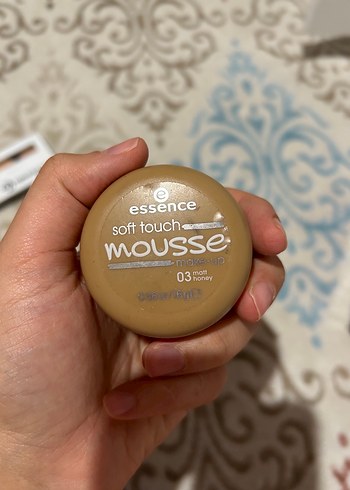 e
essence
soft touch
mousse
make-up
03 matt
honey